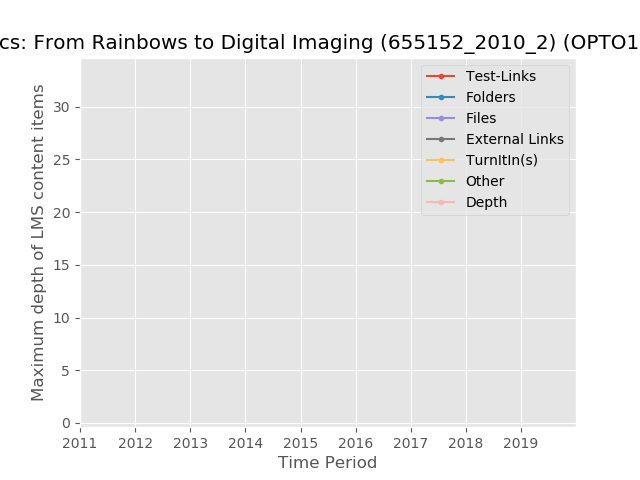 cs: From Rainbows to Digital Imaging (655152_2010_2) (OPTO1
Test-Links
Folders
Files
External Links
TurnItIn(s)
Other
Depth
Maximum depth of LMS content items
30
25
20
15
10
5
0
2011 2012 2013 2014 2015 2016 2017 2018 2019
Time Period